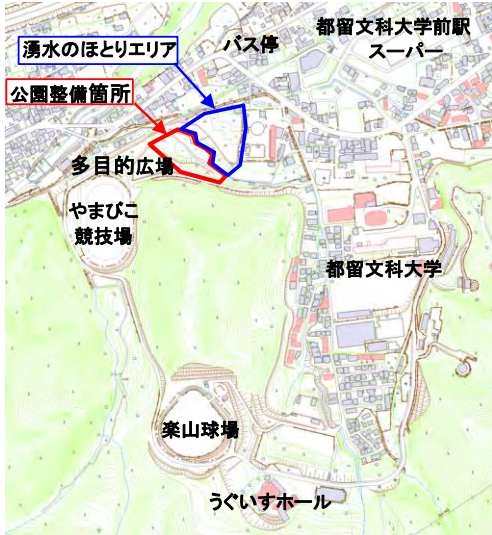 湧水のほとりエリア
バス停
都留文科大学前駅
スーパー
公園整備箇所
多目的広場
やまびこ
競技場
都留文科大学
楽山球場
うぐいすホール